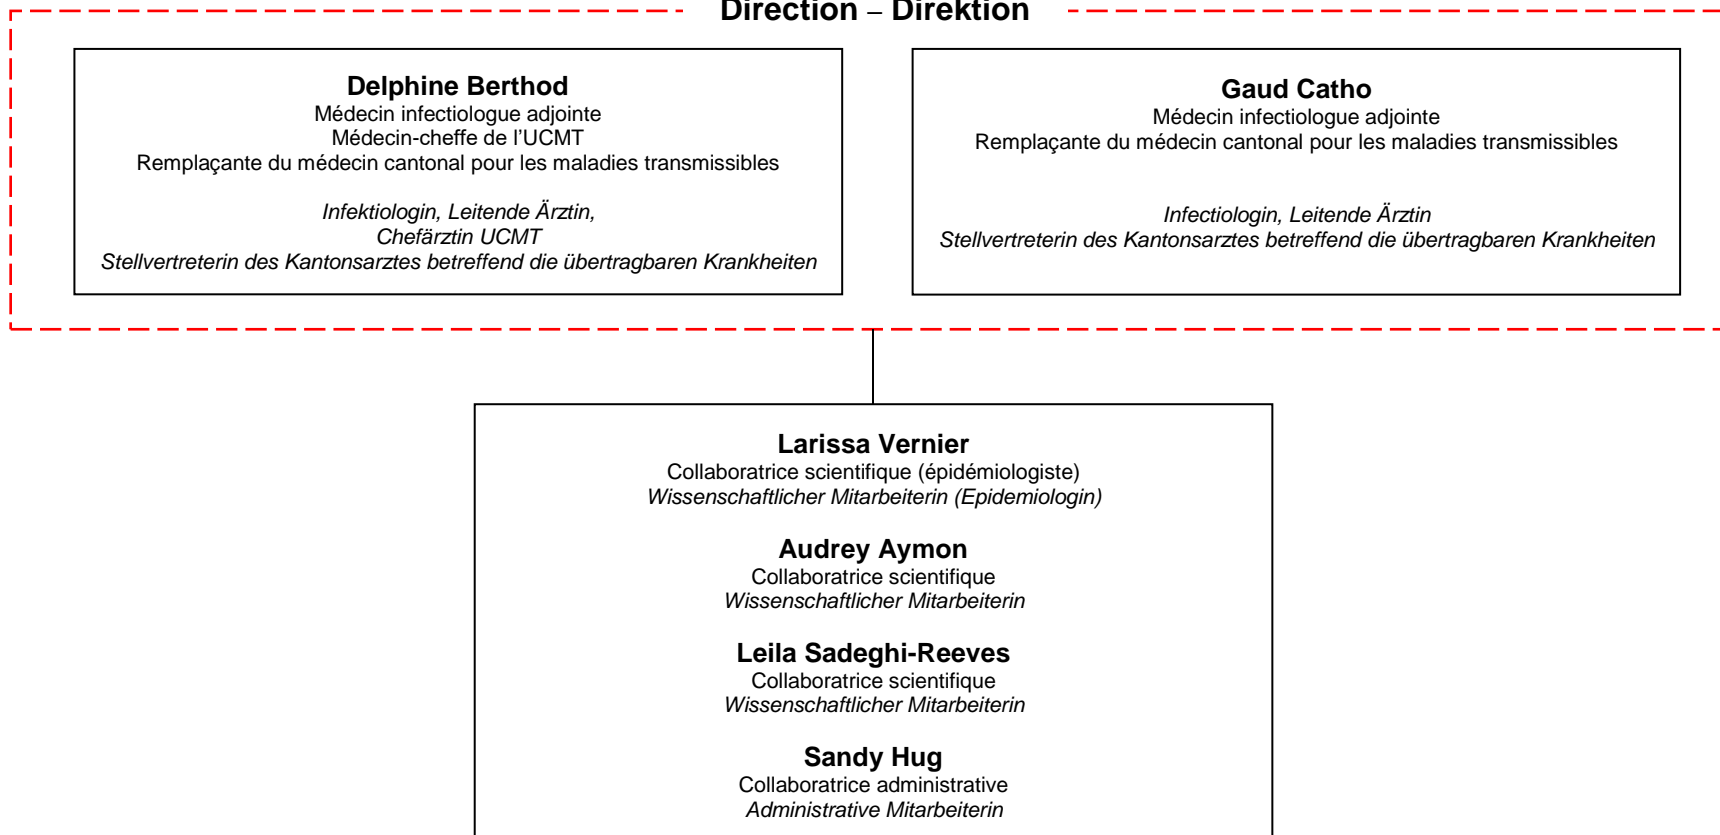 Direction – Direktion
Delphine Berthod
Médecin infectiologue adjointe
Médecin-cheffe de l'UCMT
Remplaçante du médecin cantonal pour les maladies transmissibles
Infektiologin, Leitende Ärztin,
Chefärztin UCMT
Stellvertreterin des Kantonsarztes betreffend die übertragbaren Krankheiten
Gaud Catho
Médecin infectiologue adjointe
Remplaçante du médecin cantonal pour les maladies transmissibles
Infectiologin, Leitende Ärztin
Stellvertreterin des Kantonsarztes betreffend die übertragbaren Krankheiten
Larissa Vernier
Collaboratrice scientifique (épidémiologiste)
Wissenschaftlicher Mitarbeiterin (Epidemiologin)
Audrey Aymon
Collaboratrice scientifique
Wissenschaftlicher Mitarbeiterin
Leila Sadeghi-Reeves
Collaboratrice scientifique
Wissenschaftlicher Mitarbeiterin
Sandy Hug
Collaboratrice administrative
Administrative Mitarbeiterin